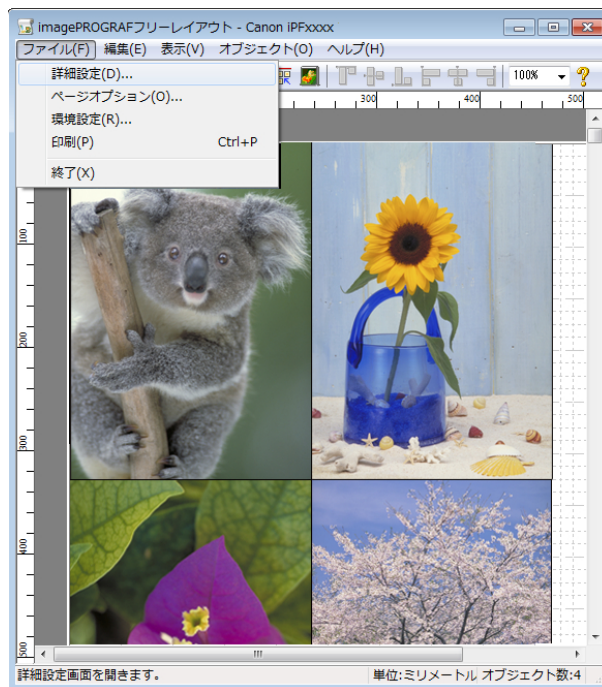 imagePROGRAFフリーレイアウト - Canon iPFxxxx
ファイル(F) 編集(E) 表示(V) オブジェクト(O) ヘルプ(H)
詳細設定(D)...
ページオプション(O)...
環境設定(R)...
印刷(P) Ctrl+P
終了(X)
100%
300 400 500
100
200
300
400
500
詳細設定画面を開きます。 単位:ミリメートル オブジェクト数:4